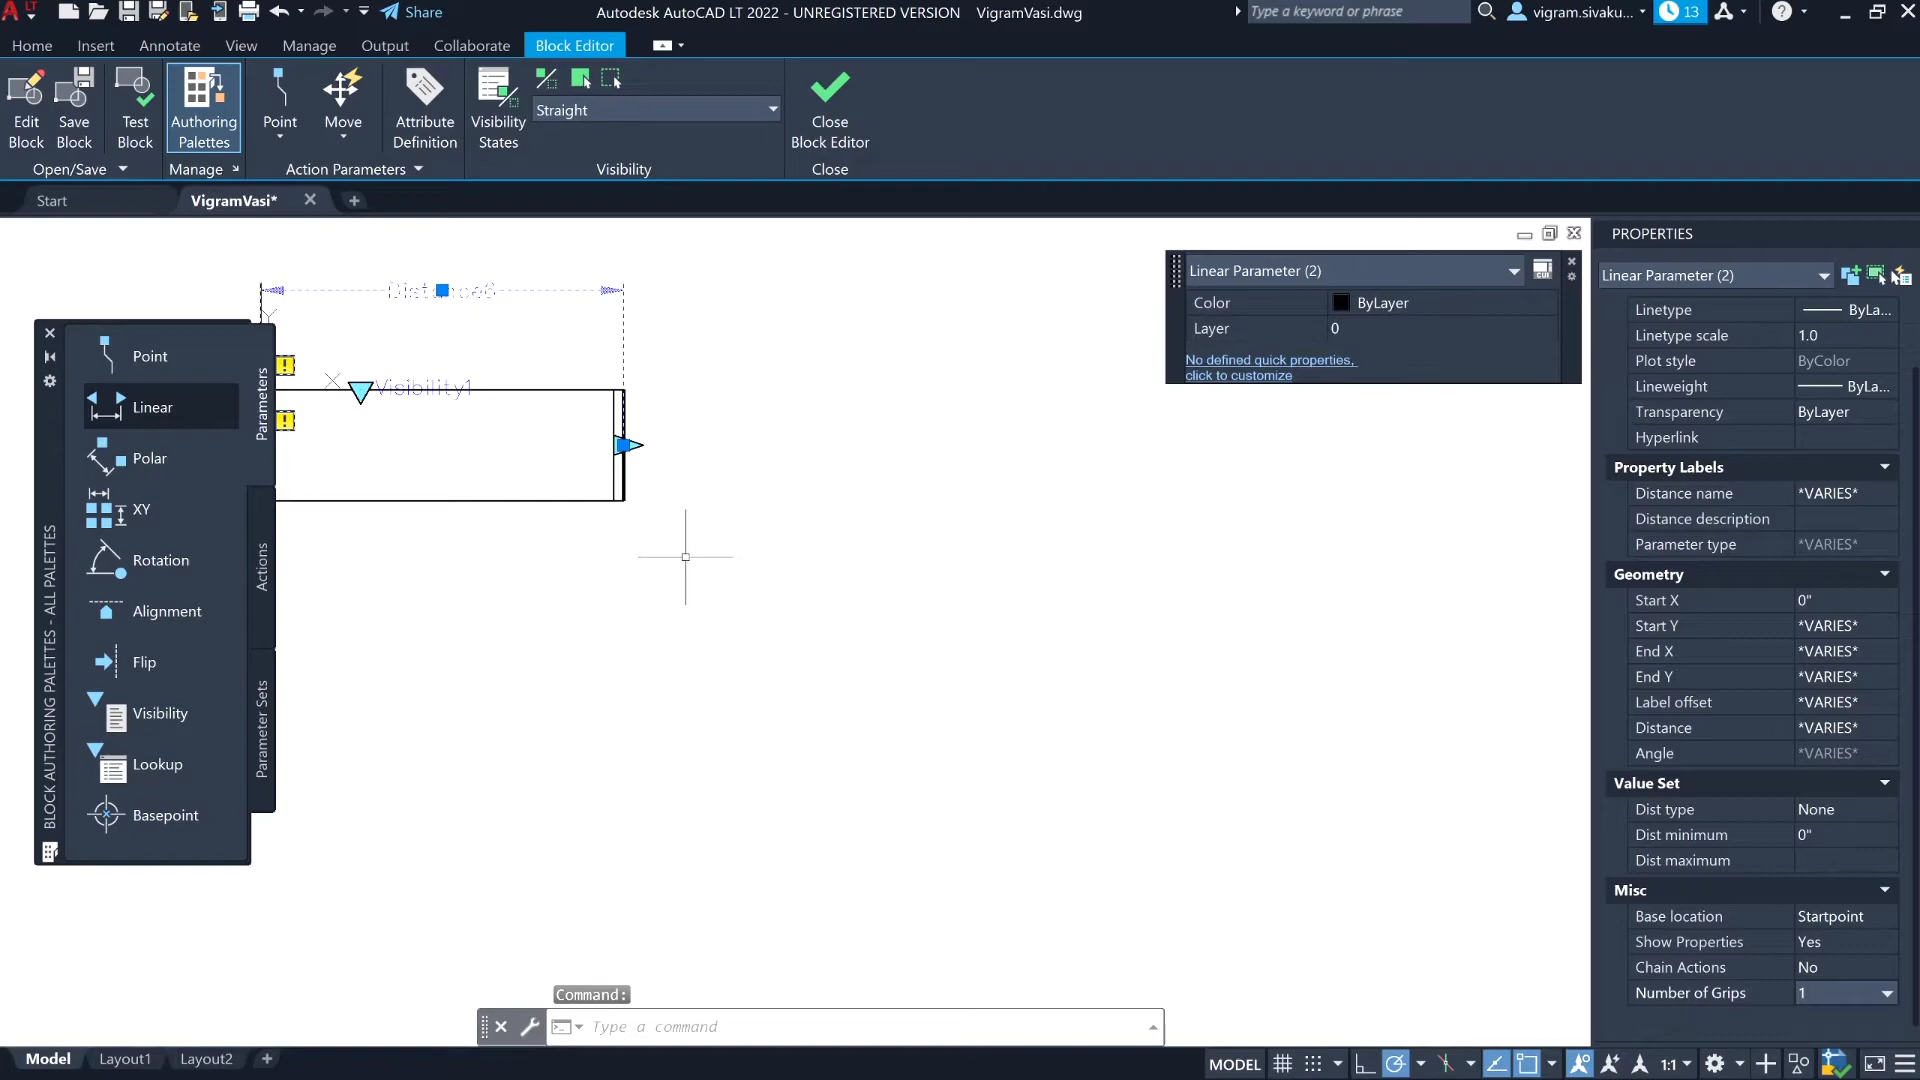 LT
Share
Autodesk AutoCAD LT 2022 - UNREGISTERED VERSION VigramVasi.dwg
Type a keyword or phrase
vigram.sivaku...
13
Home Insert Annotate View Manage Output Collaborate Block Editor
Edit
Block
Save
Block
Test
Block
Authoring
Palettes
Point
Move
Attribute
Definition
Visibility
States
Straight
Close
Block Editor
Open/Save
Manage
Action Parameters
Visibility
Close
Start
VigramVasi*
Visibility1
Y
X
Point
Linear
Polar
XY
Rotation
Alignment
Flip
Visibility
Lookup
Basepoint
Parameters
Actions
Parameter Sets
BLOCK AUTHORING PALETTES - ALL PALETTES
Linear Parameter (2)
Color ByLayer
Layer 0
No defined quick properties,
click to customize
PROPERTIES
Linear Parameter (2)
Linetype ByLa...
Linetype scale 1.0
Plot style ByColor
Lineweight ByLa...
Transparency ByLayer
Hyperlink
Property Labels
Distance name *VARIES*
Distance description
Parameter type *VARIES*
Geometry
Start X 0"
Start Y *VARIES*
End X *VARIES*
End Y *VARIES*
Label offset *VARIES*
Distance *VARIES*
Angle *VARIES*
Value Set
Dist type None
Dist minimum 0"
Dist maximum
Misc
Base location Startpoint
Show Properties Yes
Chain Actions No
Number of Grips 1
Command:
Type a command
Model Layout1 Layout2
MODEL
1:1